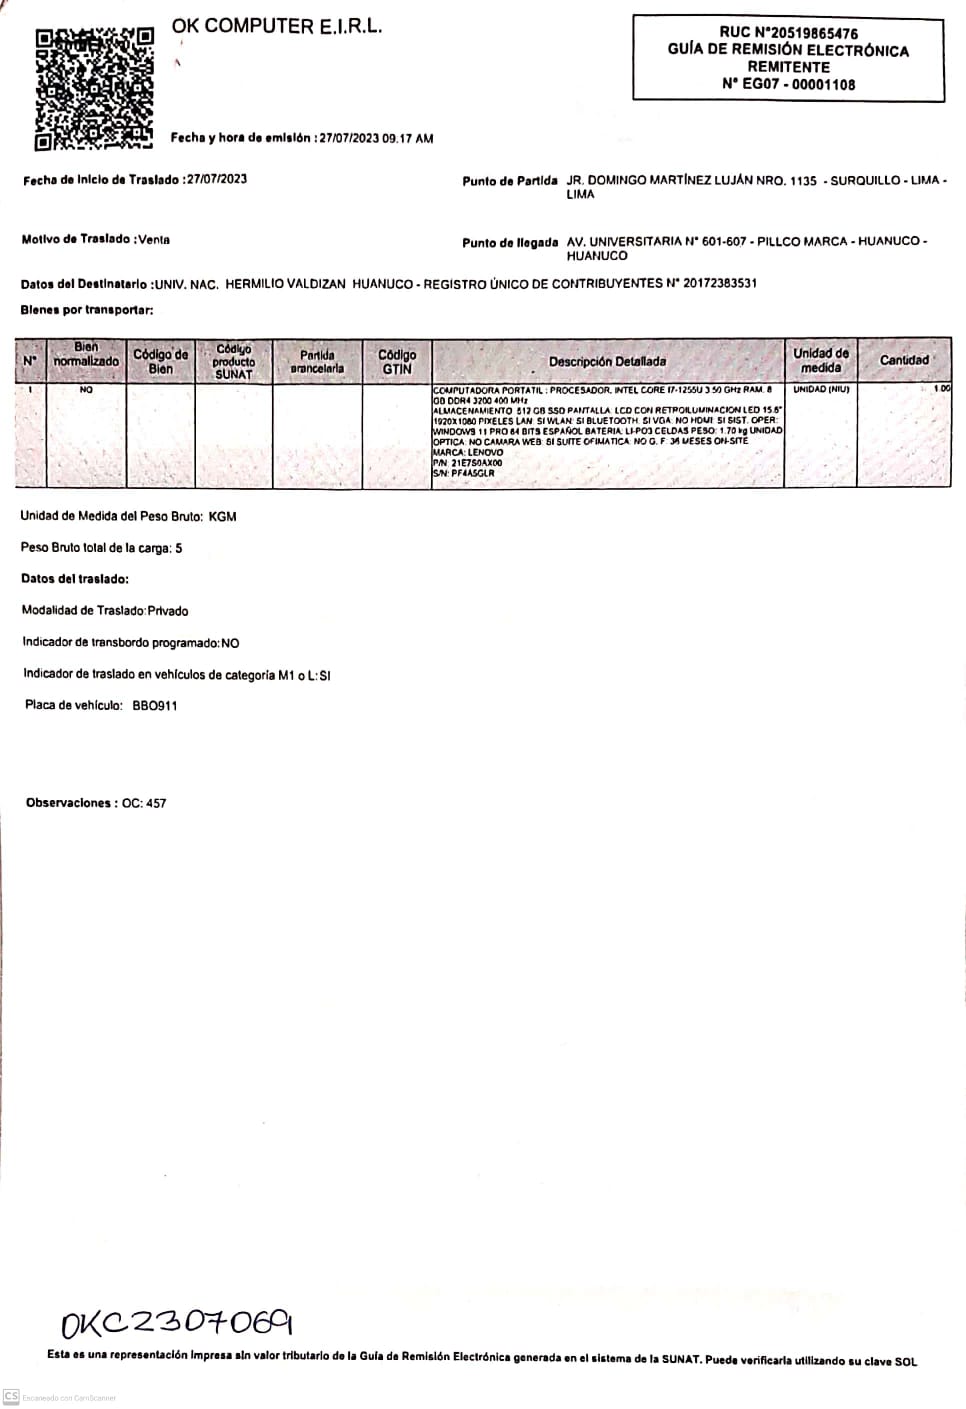 OK COMPUTER E.I.R.L.
RUC N°20519865476
GUÍA DE REMISIÓN ELECTRÓNICA
REMITENTE
N° EG07 - 00001108
Fecha y hora de emisión : 27/07/2023 09.17 AM
Fecha de Inicio de Traslado :27/07/2023
Punto de Partida JR. DOMINGO MARTÍNEZ LUJÁN NRO. 1135 - SURQUILLO - LIMA -
LIMA
Motivo de Traslado :Venta
Punto de llegada AV. UNIVERSITARIA N° 601-607 - PILLCO MARCA - HUANUCO -
HUANUCO
Datos del Destinatario :UNIV. NAC. HERMILIO VALDIZAN HUANUCO - REGISTRO ÚNICO DE CONTRIBUYENTES N° 20172383531
Bienes por transportar:
N° Bien normalizado Código de Bien Código producto SUNAT Partida arancelaria Código GTIN Descripción Detallada Unidad de medida Cantidad
1 NO COMPUTADORA PORTATIL : PROCESADOR. INTEL CORE I7-1255U 3.50 GHz RAM. 8 UNIDAD (NIU) 1.00
GB DDR4 3200 400 MHz
ALMACENAMIENTO: 512 GB SSD PANTALLA: LCD CON RETROILUMINACION LED 15.6"
1920X1080 PIXELES LAN: SI WLAN: SI BLUETOOTH: SI VGA: NO HDMI: SI SIST. OPER:
WINDOWS 11 PRO 64 BITS ESPAÑOL BATERIA. LI-PO3 CELDAS PESO: 1.70 kg UNIDAD
OPTICA: NO CAMARA WEB: SI SUITE OFIMATICA: NO G. F: 36 MESES ON-SITE
MARCA: LENOVO
P/N: 21E7S0AX00
S/N: PF4ASGLR
Unidad de Medida del Peso Bruto: KGM
Peso Bruto total de la carga: 5
Datos del traslado:
Modalidad de Traslado:Privado
Indicador de transbordo programado:NO
Indicador de traslado en vehículos de categoría M1 o L:SI
Placa de vehículo: BBO911
Observaciones : OC: 457
OKC2307069
Esta es una representación impresa sin valor tributario de la Guía de Remisión Electrónica generada en el sistema de la SUNAT. Puede verificarla utilizando su clave SOL
CS Escaneado con CamScanner